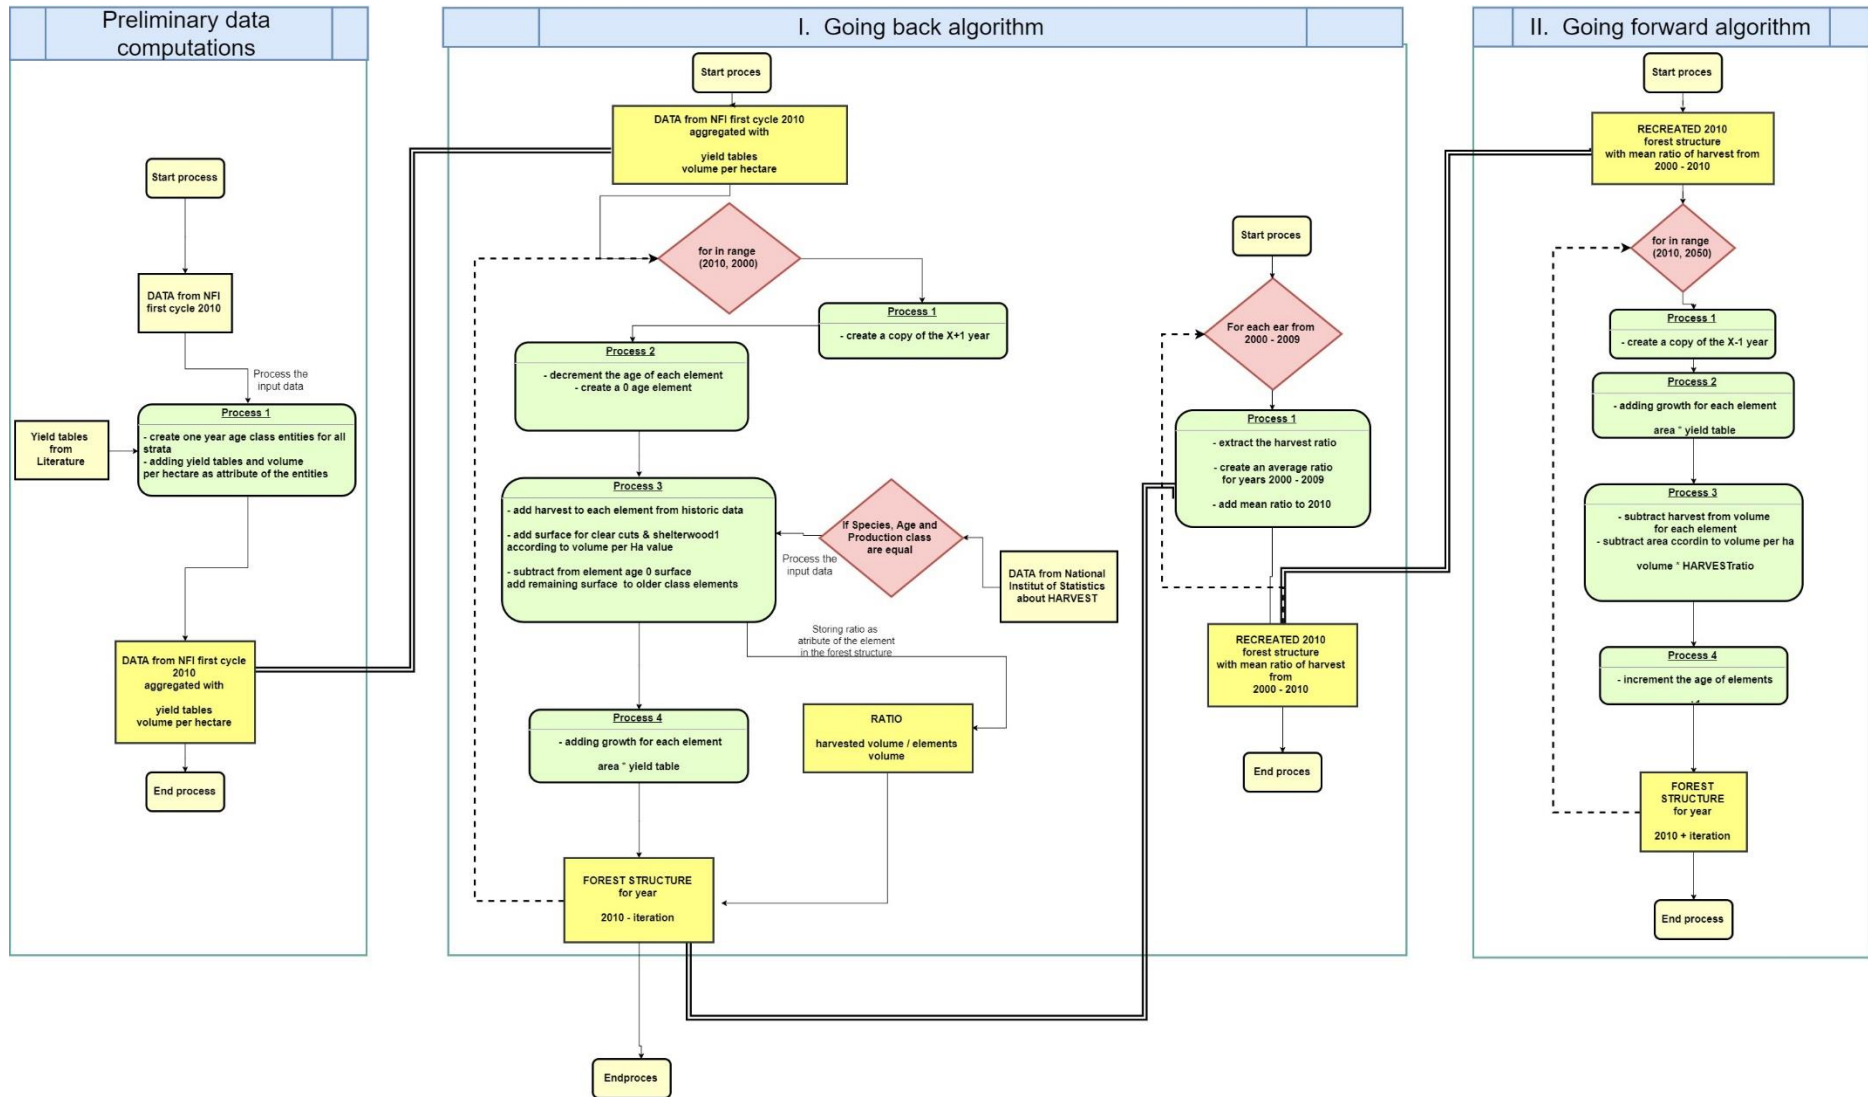 Preliminary data
computations
Start process
DATA from NFI
first cycle 2010
Process the
input data
Yield tables
from
Literature
Process 1
- create one year age class entities for all
strata
- adding yield tables and volume
per hectare as attribute of the entities
DATA from NFI first cycle
2010
aggregated with
yield tables
volume per hectare
End process
I. Going back algorithm
Start proces
DATA from NFI first cycle 2010
aggregated with
yield tables
volume per hectare
for in range
(2010, 2000)
Process 1
- create a copy of the X+1 year
Process 2
- decrement the age of each element
- create a 0 age element
Process 3
- add harvest to each element from historic data
- add surface for clear cuts & shelterwood1
according to volume per Ha value
- subtract from element age 0 surface
add remaining surface to older class elements
Process the
input data
If Species, Age and
Production class
are equal
DATA from National
Institut of Statistics
about HARVEST
Storing ratio as
atribute of the element
in the forest structure
Process 4
- adding growth for each element
area * yield table
RATIO
harvested volume / elements
volume
FOREST STRUCTURE
for year
2010 - iteration
Endproces
Start proces
For each ear from
2000 - 2009
Process 1
- extract the harvest ratio
- create an average ratio
for years 2000 - 2009
- add mean ratio to 2010
RECREATED 2010
forest structure
with mean ratio of harvest
from
2000 - 2010
End proces
II. Going forward algorithm
Start proces
RECREATED 2010
forest structure
with mean ratio of harvest from
2000 - 2010
for in range
(2010, 2050)
Process 1
- create a copy of the X-1 year
Process 2
- adding growth for each element
area * yield table
Process 3
- subtract harvest from volume
for each element
- subtract area ccordin to volume per ha
volume * HARVESTratio
Process 4
- increment the age of elements
FOREST
STRUCTURE
for year
2010 + iteration
End process